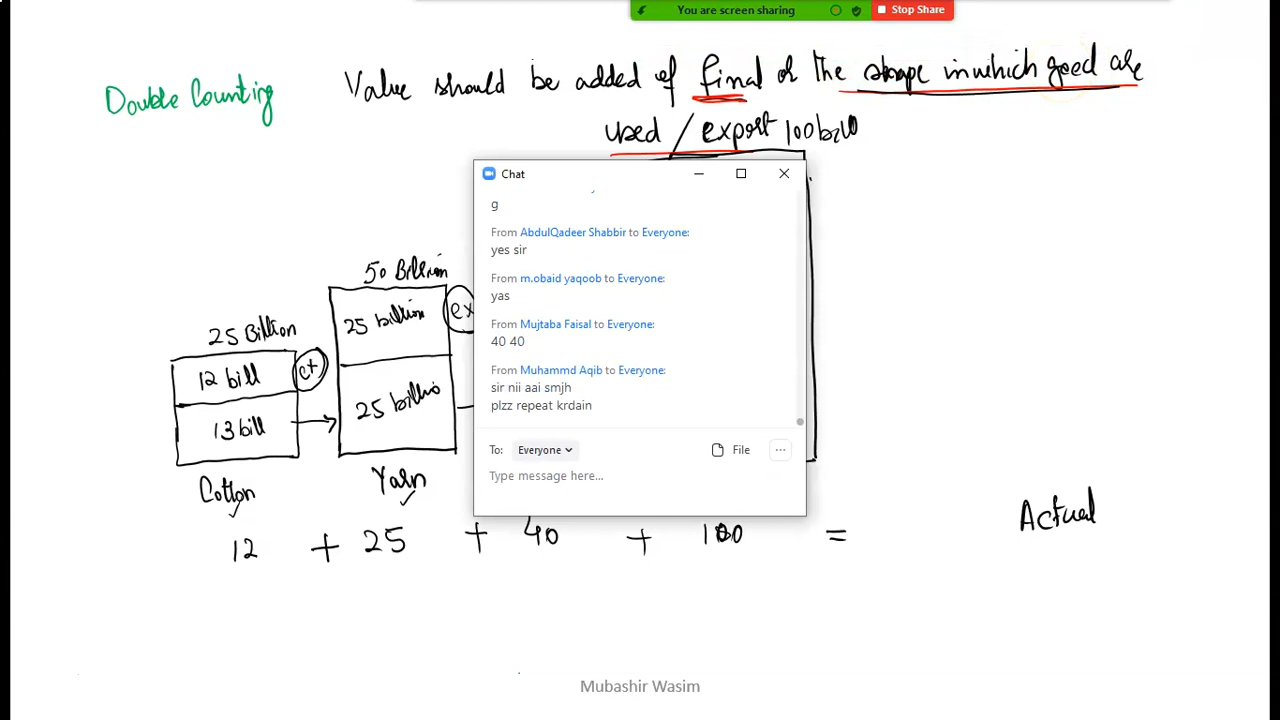 You are screen sharing
Stop Share
Double Counting
Value should be added of final or the shape in which good are
used / export 100 bill
Chat
g
From AbdulQadeer Shabbir to Everyone:
yes sir
From m.obaid yaqoob to Everyone:
yas
From Mujtaba Faisal to Everyone:
40 40
From Muhammd Aqib to Everyone:
sir nii aai smjh
plzz repeat krdain
To: Everyone
File
Type message here...
50 Billion
25 billion
ex
25 billio
Yarn
25 Billion
12 bill
13 bill
Cotton
12 + 25 + 40 + 100 =
Actual
Mubashir Wasim